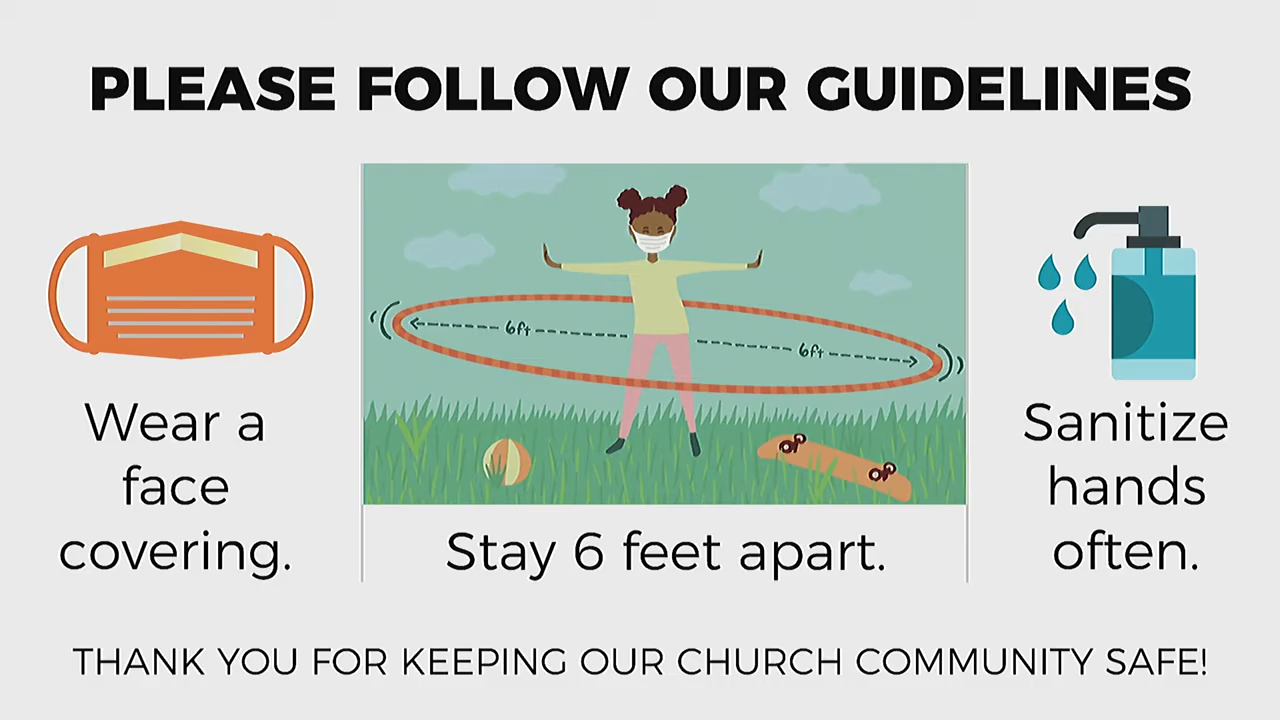 PLEASE FOLLOW OUR GUIDELINES
Wear a
face
covering.
6ft
6ft
Stay 6 feet apart.
Sanitize
hands
often.
THANK YOU FOR KEEPING OUR CHURCH COMMUNITY SAFE!